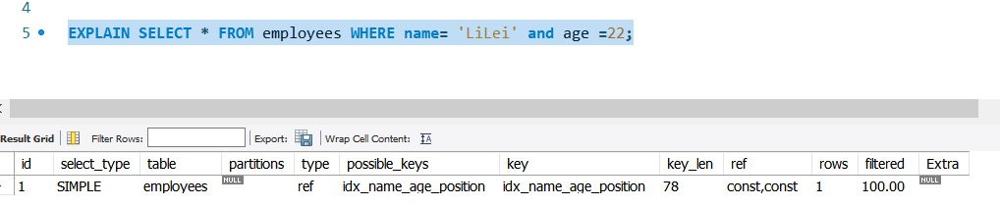 4
5 EXPLAIN SELECT * FROM employees WHERE name= 'LiLei' and age =22;
Result Grid Filter Rows: Export: Wrap Cell Content:
id select_type table partitions type possible_keys key key_len ref rows filtered Extra
1 SIMPLE employees NULL ref idx_name_age_position idx_name_age_position 78 const,const 1 100.00 NULL